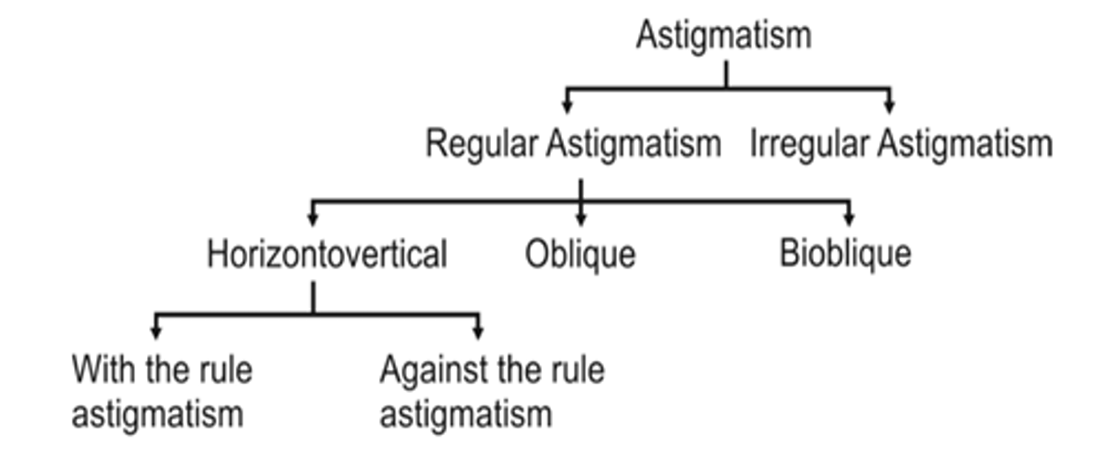 Astigmatism
Regular Astigmatism
Irregular Astigmatism
Horizontovertical
Oblique
Bioblique
With the rule
astigmatism
Against the rule
astigmatism